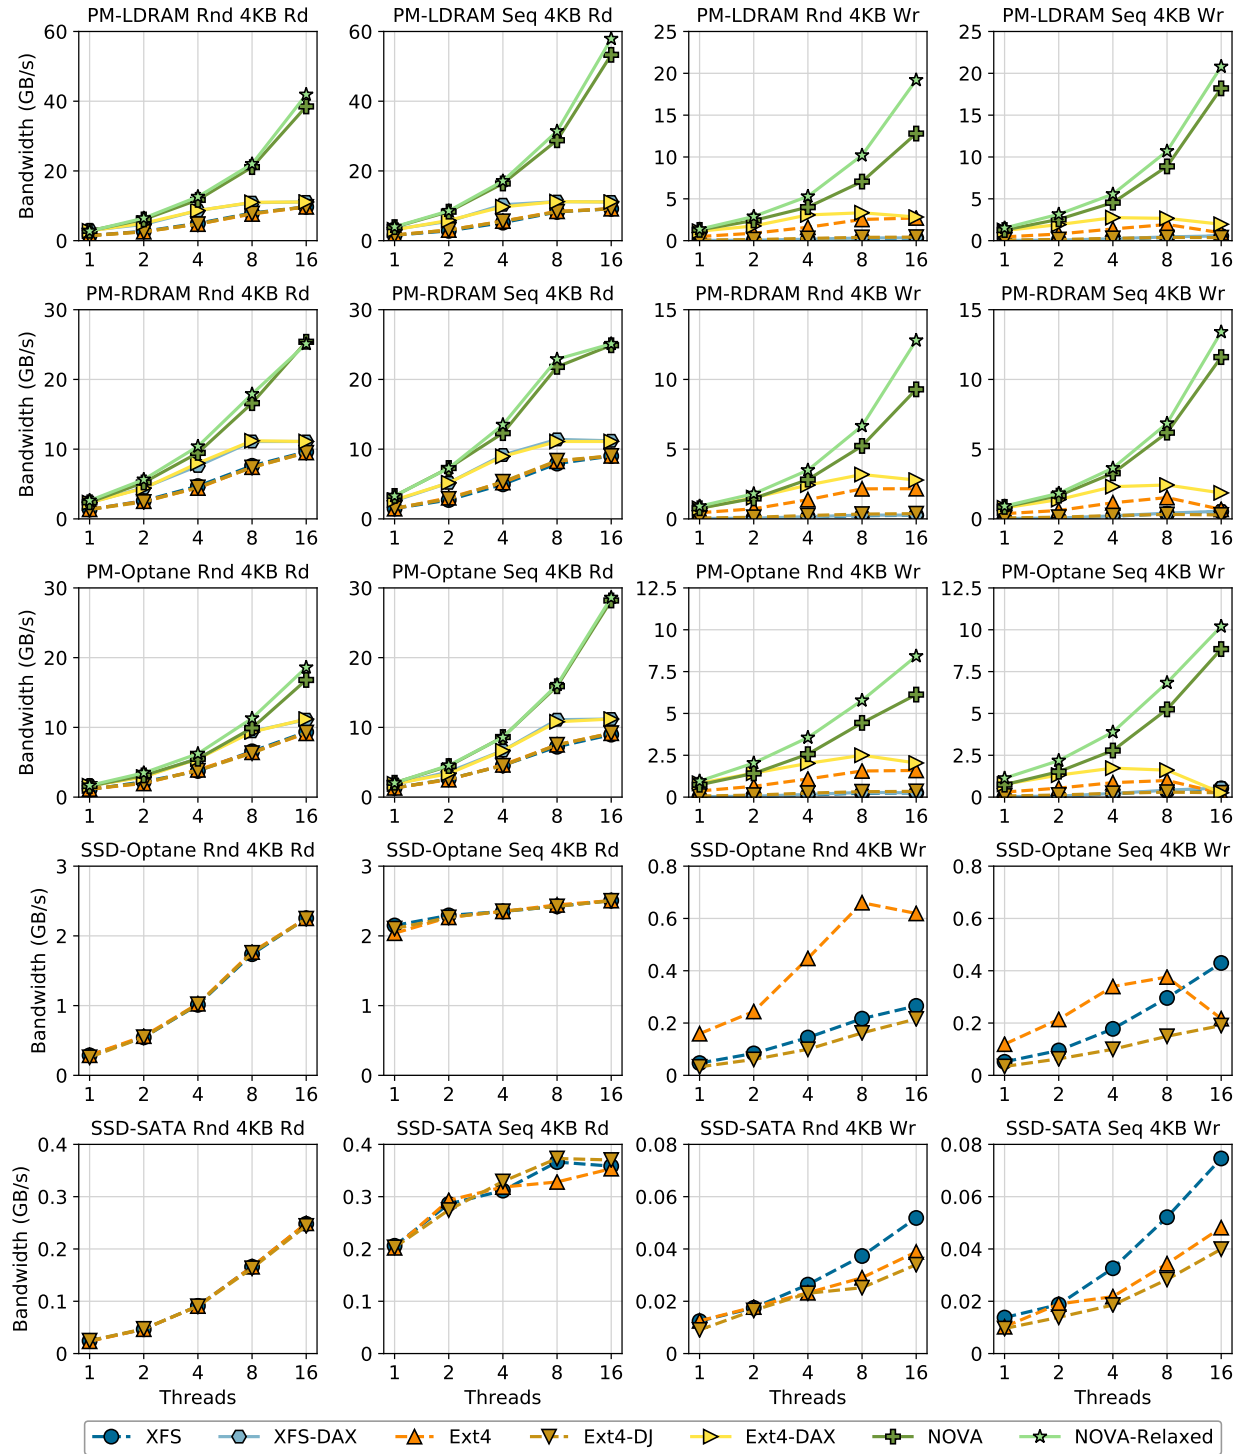 PM-LDRAM Rnd 4KB Rd
PM-LDRAM Seq 4KB Rd
PM-LDRAM Rnd 4KB Wr
PM-LDRAM Seq 4KB Wr
Bandwidth (GB/s)
60
40
20
0
1 2 4 8 16
60
40
20
0
1 2 4 8 16
25
20
15
10
5
0
1 2 4 8 16
25
20
15
10
5
0
1 2 4 8 16
PM-RDRAM Rnd 4KB Rd
PM-RDRAM Seq 4KB Rd
PM-RDRAM Rnd 4KB Wr
PM-RDRAM Seq 4KB Wr
Bandwidth (GB/s)
30
20
10
0
1 2 4 8 16
30
20
10
0
1 2 4 8 16
15
10
5
0
1 2 4 8 16
15
10
5
0
1 2 4 8 16
PM-Optane Rnd 4KB Rd
PM-Optane Seq 4KB Rd
PM-Optane Rnd 4KB Wr
PM-Optane Seq 4KB Wr
Bandwidth (GB/s)
30
20
10
0
1 2 4 8 16
30
20
10
0
1 2 4 8 16
12.5
10
7.5
5
2.5
0
1 2 4 8 16
12.5
10
7.5
5
2.5
0
1 2 4 8 16
SSD-Optane Rnd 4KB Rd
SSD-Optane Seq 4KB Rd
SSD-Optane Rnd 4KB Wr
SSD-Optane Seq 4KB Wr
Bandwidth (GB/s)
3
2
1
0
1 2 4 8 16
3
2
1
0
1 2 4 8 16
0.8
0.6
0.4
0.2
0
1 2 4 8 16
0.8
0.6
0.4
0.2
0
1 2 4 8 16
SSD-SATA Rnd 4KB Rd
SSD-SATA Seq 4KB Rd
SSD-SATA Rnd 4KB Wr
SSD-SATA Seq 4KB Wr
Bandwidth (GB/s)
0.4
0.3
0.2
0.1
0
1 2 4 8 16
Threads
0.4
0.3
0.2
0.1
0
1 2 4 8 16
Threads
0.08
0.06
0.04
0.02
0
1 2 4 8 16
Threads
0.08
0.06
0.04
0.02
0
1 2 4 8 16
Threads
XFS XFS-DAX Ext4 Ext4-DJ Ext4-DAX NOVA NOVA-Relaxed